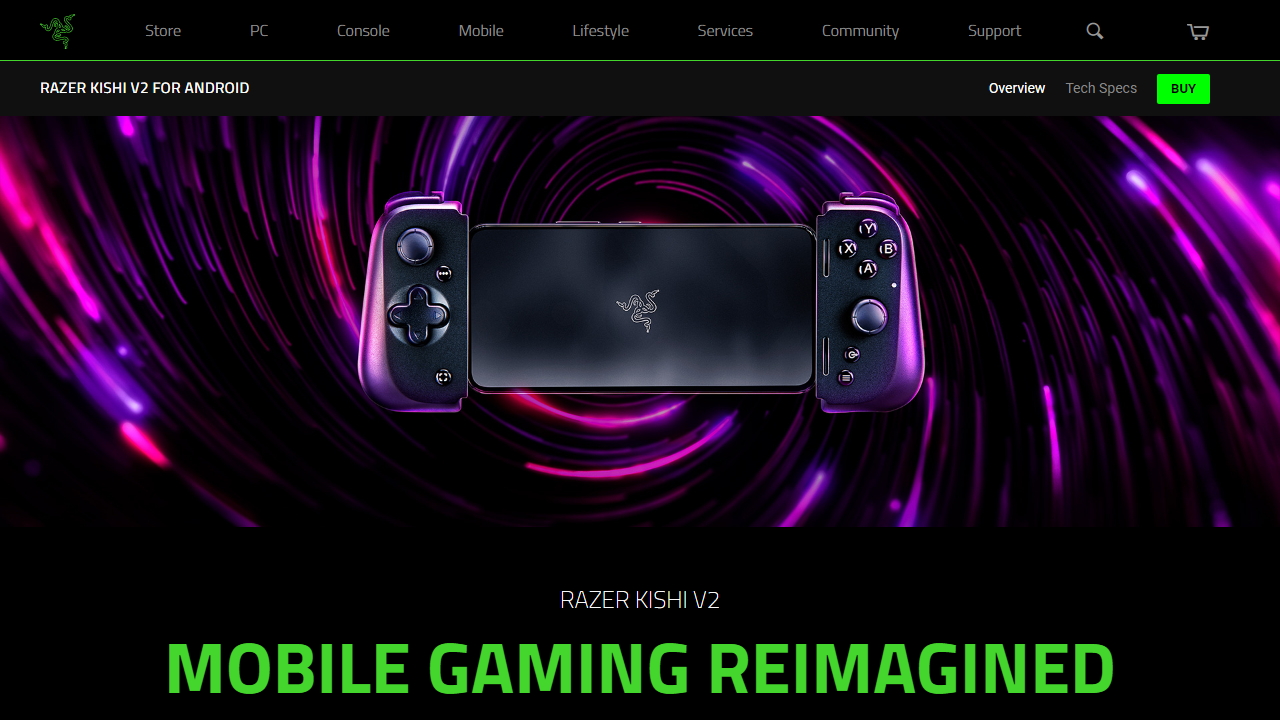 Store PC Console Mobile Lifestyle Services Community Support
RAZER KISHI V2 FOR ANDROID Overview Tech Specs BUY
Y
X B
A
RAZER KISHI V2
MOBILE GAMING REIMAGINED